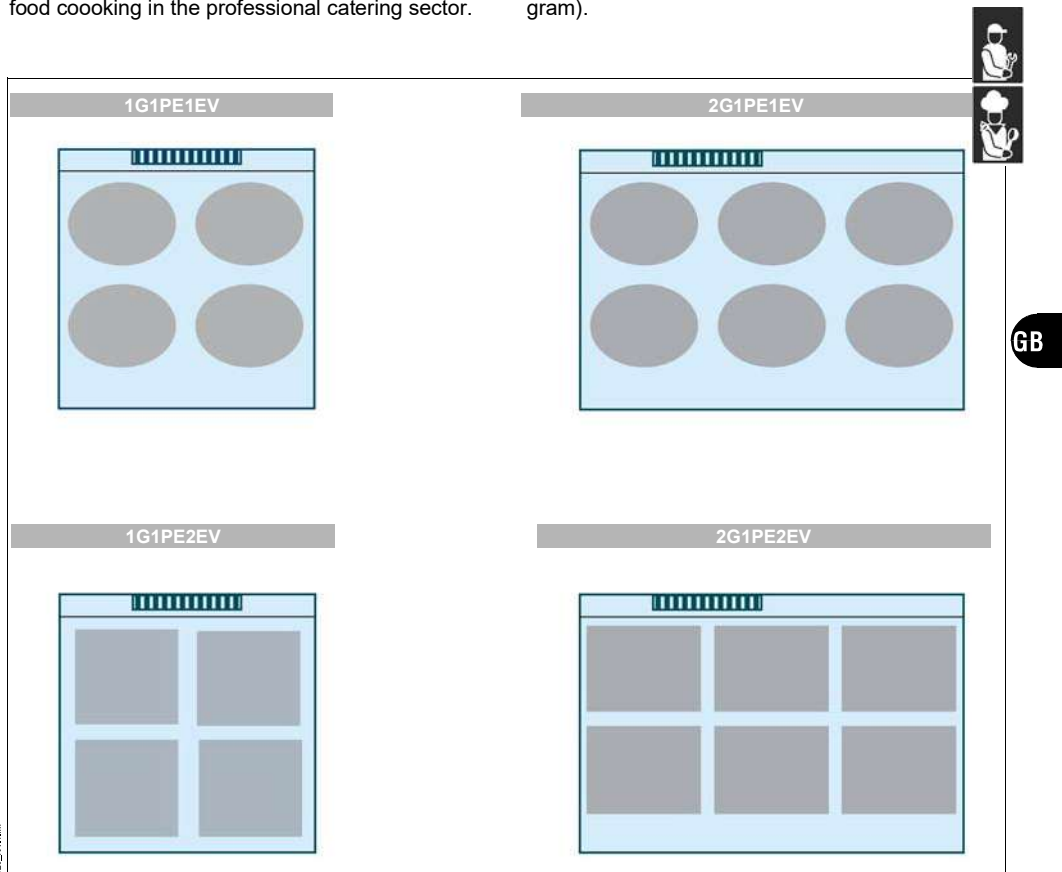 food coooking in the professional catering sector.
gram).
1G1PE1EV
2G1PE1EV
GB
1G1PE2EV
2G1PE2EV